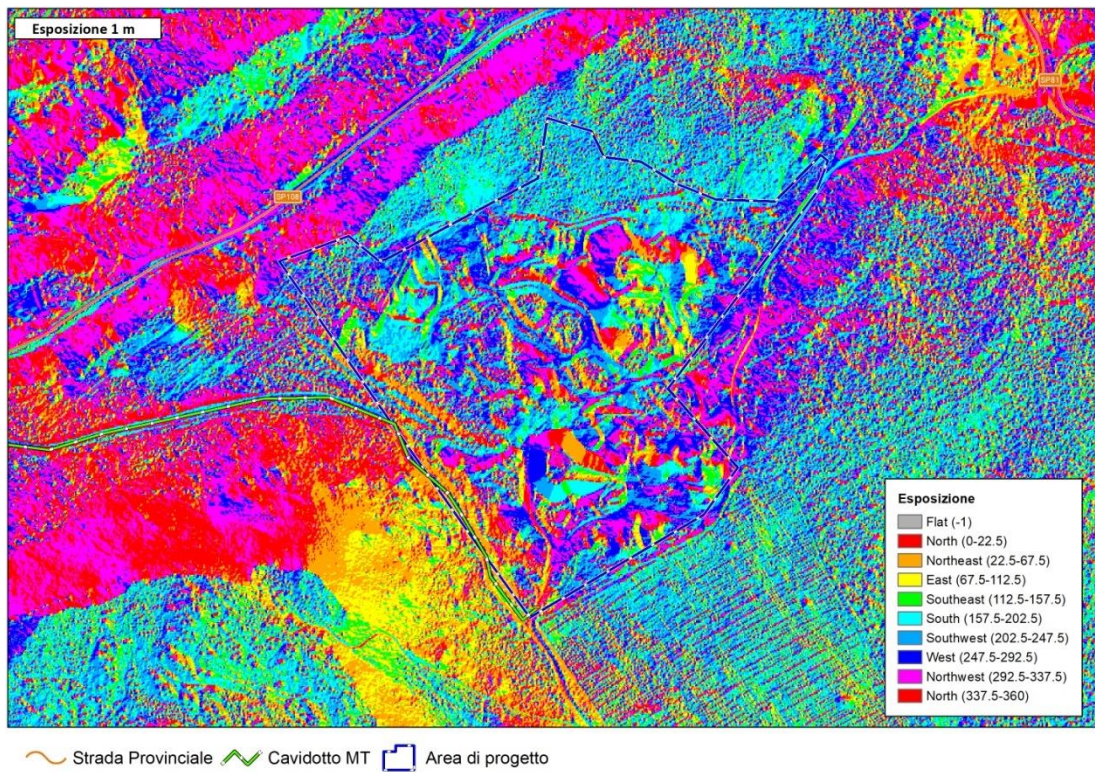 Esposizione 1 m
SP81
SP106
Esposizione
Flat (-1)
North (0-22.5)
Northeast (22.5-67.5)
East (67.5-112.5)
Southeast (112.5-157.5)
South (157.5-202.5)
Southwest (202.5-247.5)
West (247.5-292.5)
Northwest (292.5-337.5)
North (337.5-360)
Strada Provinciale
Cavidotto MT
Area di progetto